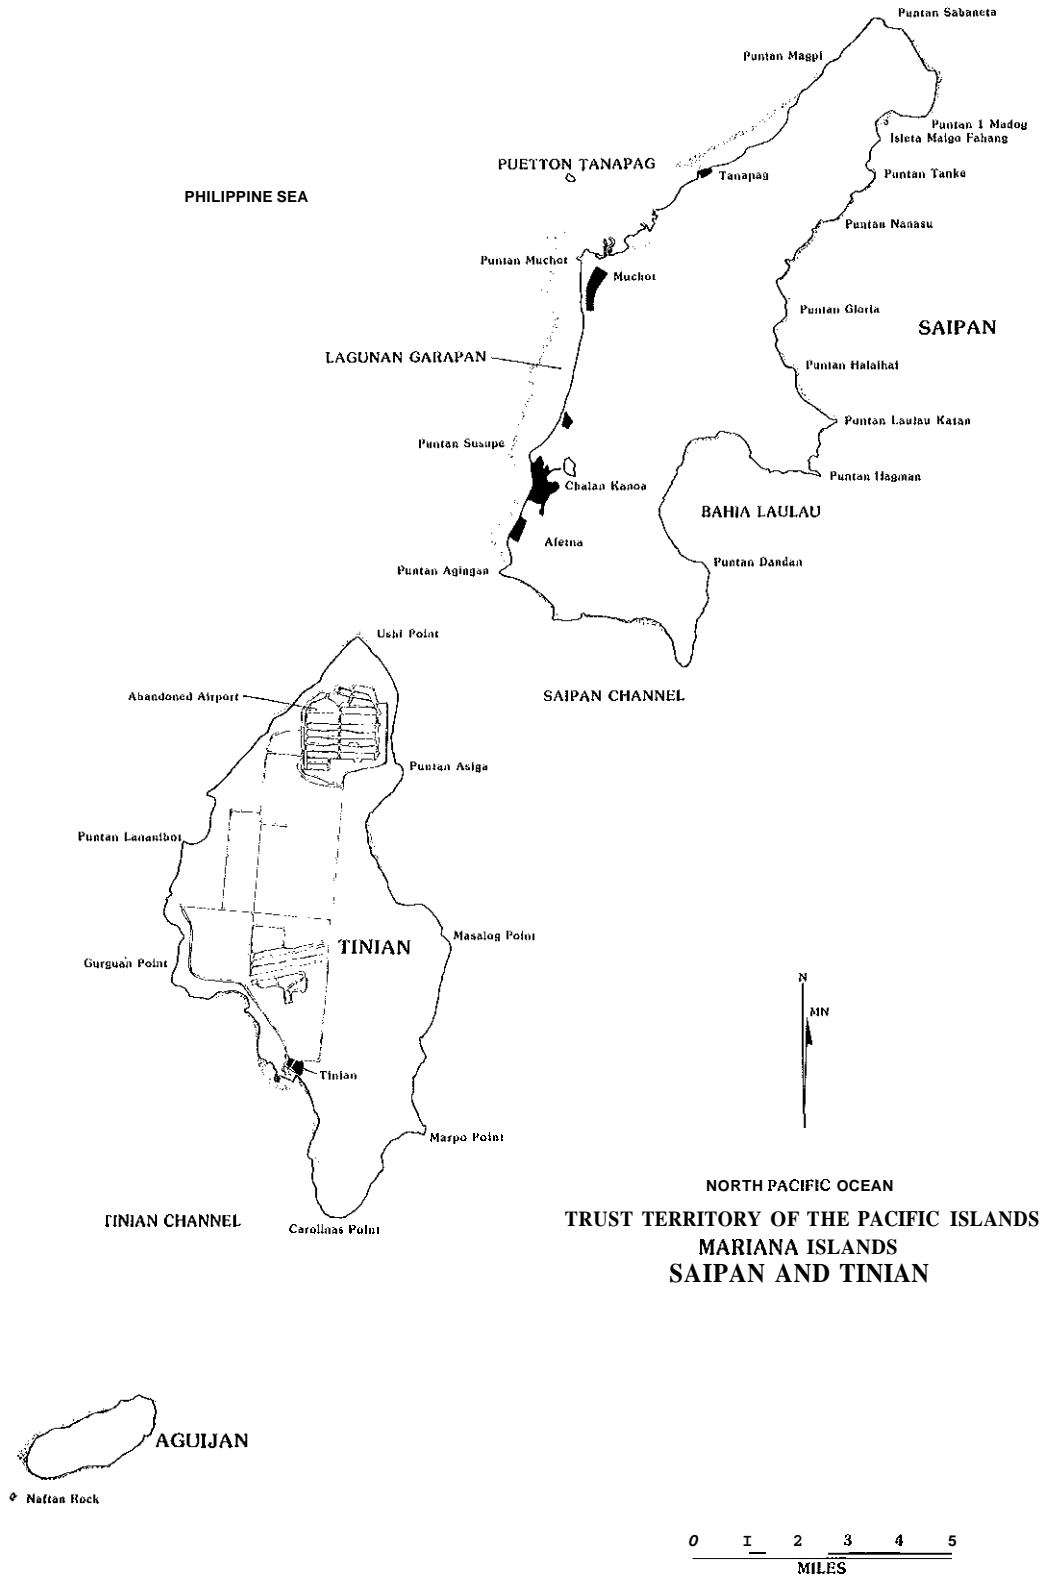 Puntan Sabaneta
Puntan Magpi
Puntan I Madog
Isleta Maigo Fahang
PUETTON TANAPAG
Tanapag
Puntan Tanke
PHILIPPINE SEA
Puntan Nanasu
Puntan Muchot
Muchot
Puntan Gloria
SAIPAN
LAGUNAN GARAPAN
Puntan Halaihai
Puntan Laulau Katan
Puntan Susupe
Puntan Hagman
Chalan Kanoa
BAHIA LAULAU
Afetna
Puntan Agingan
Puntan Dandan
Ushi Point
Abandoned Airport
SAIPAN CHANNEL
Puntan Asiga
Puntan Lananibot
Masalog Point
TINIAN
Gurguan Point
N
MN
Tinian
Marpo Point
NORTH PACIFIC OCEAN
TINIAN CHANNEL
Carolinas Point
TRUST TERRITORY OF THE PACIFIC ISLANDS
MARIANA ISLANDS
SAIPAN AND TINIAN
AGUIJAN
Naftan Rock
0 1 2 3 4 5
MILES